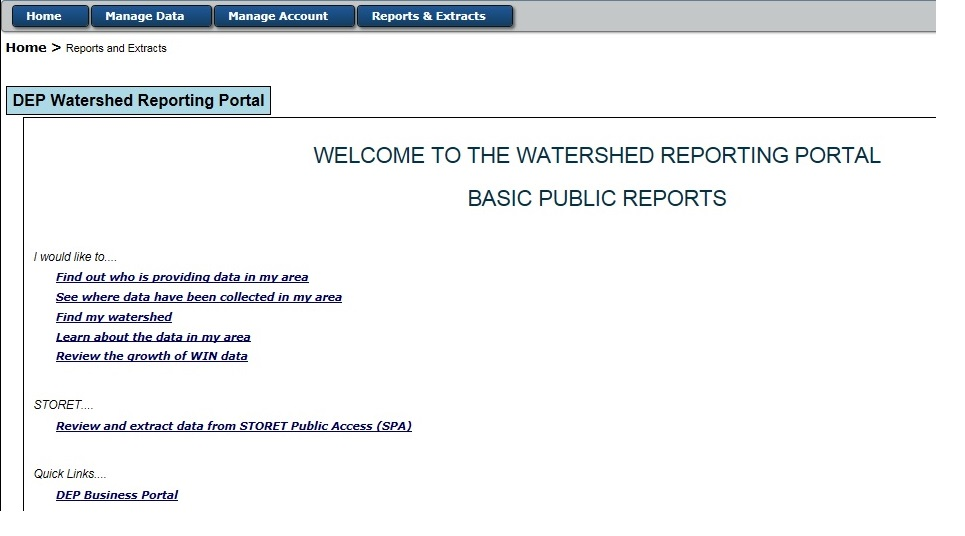 Home Manage Data Manage Account Reports & Extracts
Home > Reports and Extracts
DEP Watershed Reporting Portal
WELCOME TO THE WATERSHED REPORTING PORTAL
BASIC PUBLIC REPORTS
I would like to....
Find out who is providing data in my area
See where data have been collected in my area
Find my watershed
Learn about the data in my area
Review the growth of WIN data
STORET....
Review and extract data from STORET Public Access (SPA)
Quick Links....
DEP Business Portal